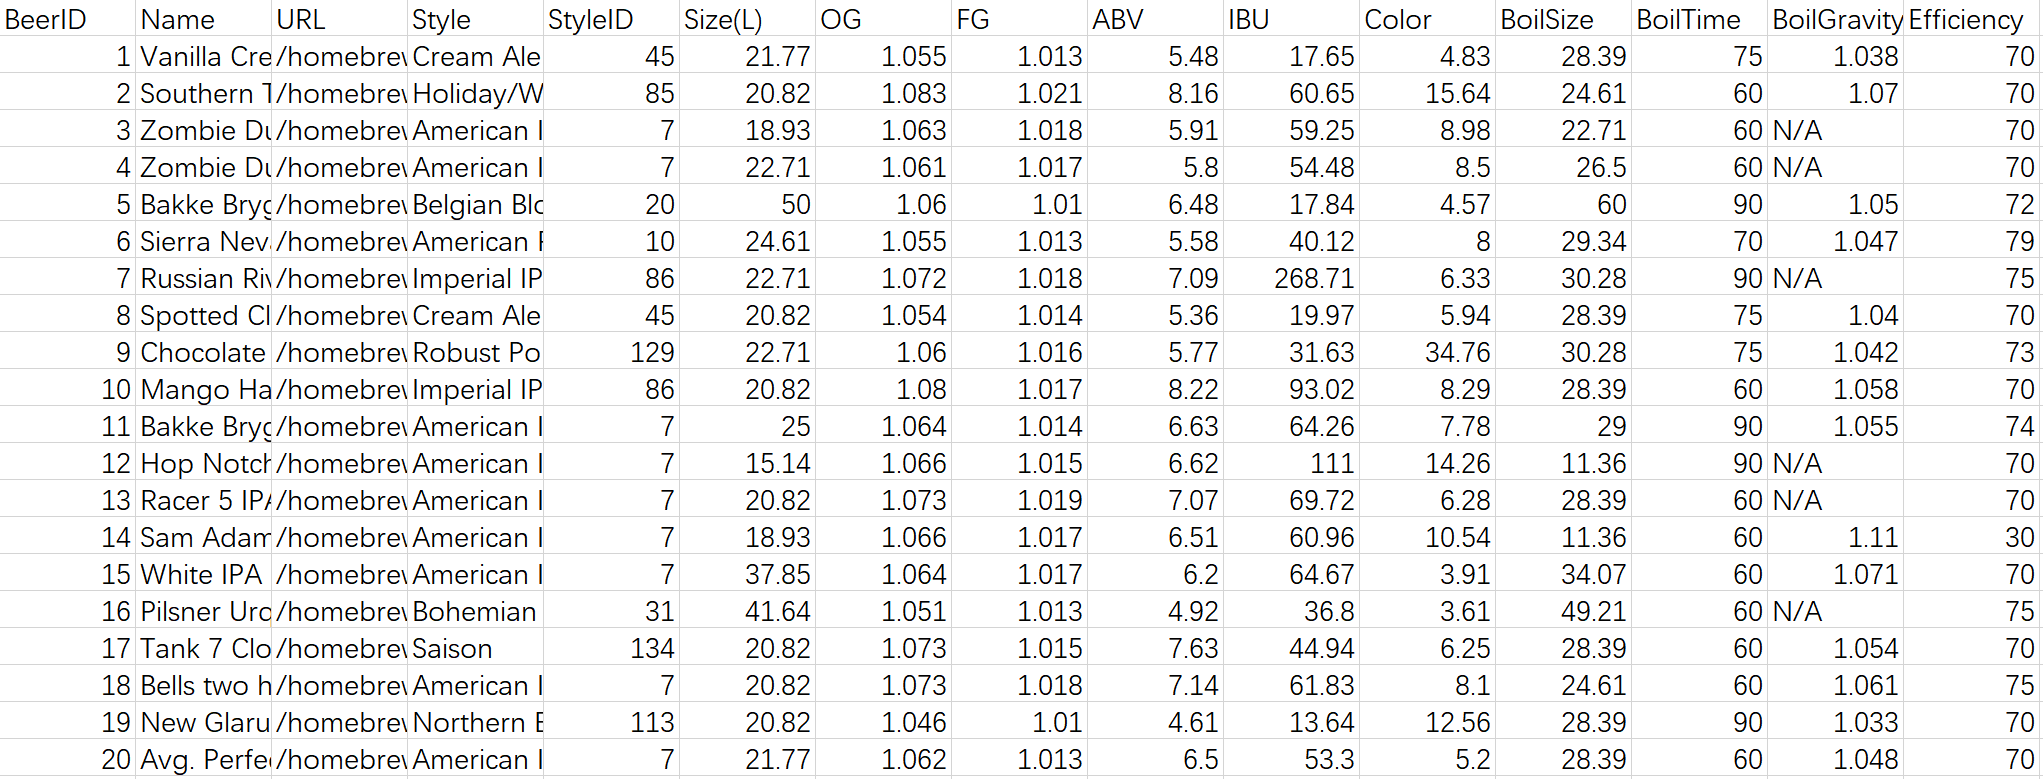 BeerID Name URL Style StyleID Size(L) OG FG ABV IBU Color BoilSize BoilTime BoilGravity Efficiency
1 Vanilla Cre /homebrew Cream Ale 45 21.77 1.055 1.013 5.48 17.65 4.83 28.39 75 1.038 70
2 Southern T /homebrew Holiday/W 85 20.82 1.083 1.021 8.16 60.65 15.64 24.61 60 1.07 70
3 Zombie Du /homebrew American I 7 18.93 1.063 1.018 5.91 59.25 8.98 22.71 60 N/A 70
4 Zombie Du /homebrew American I 7 22.71 1.061 1.017 5.8 54.48 8.5 26.5 60 N/A 70
5 Bakke Bryg /homebrew Belgian Blo 20 50 1.06 1.01 6.48 17.84 4.57 60 90 1.05 72
6 Sierra Neva /homebrew American P 10 24.61 1.055 1.013 5.58 40.12 8 29.34 70 1.047 79
7 Russian Riv /homebrew Imperial IP 86 22.71 1.072 1.018 7.09 268.71 6.33 30.28 90 N/A 75
8 Spotted Cl /homebrew Cream Ale 45 20.82 1.054 1.014 5.36 19.97 5.94 28.39 75 1.04 70
9 Chocolate /homebrew Robust Po 129 22.71 1.06 1.016 5.77 31.63 34.76 30.28 75 1.042 73
10 Mango Ha /homebrew Imperial IP 86 20.82 1.08 1.017 8.22 93.02 8.29 28.39 60 1.058 70
11 Bakke Bryg /homebrew American I 7 25 1.064 1.014 6.63 64.26 7.78 29 90 1.055 74
12 Hop Notch /homebrew American I 7 15.14 1.066 1.015 6.62 111 14.26 11.36 90 N/A 70
13 Racer 5 IPA /homebrew American I 7 20.82 1.073 1.019 7.07 69.72 6.28 28.39 60 N/A 70
14 Sam Adam /homebrew American I 7 18.93 1.066 1.017 6.51 60.96 10.54 11.36 60 1.11 30
15 White IPA /homebrew American I 7 37.85 1.064 1.017 6.2 64.67 3.91 34.07 60 1.071 70
16 Pilsner Urq /homebrew Bohemian 31 41.64 1.051 1.013 4.92 36.8 3.61 49.21 60 N/A 75
17 Tank 7 Clo /homebrew Saison 134 20.82 1.073 1.015 7.63 44.94 6.25 28.39 60 1.054 70
18 Bells two h /homebrew American I 7 20.82 1.073 1.018 7.14 61.83 8.1 24.61 60 1.061 75
19 New Glaru /homebrew Northern E 113 20.82 1.046 1.01 4.61 13.64 12.56 28.39 90 1.033 70
20 Avg. Perfe /homebrew American I 7 21.77 1.062 1.013 6.5 53.3 5.2 28.39 60 1.048 70